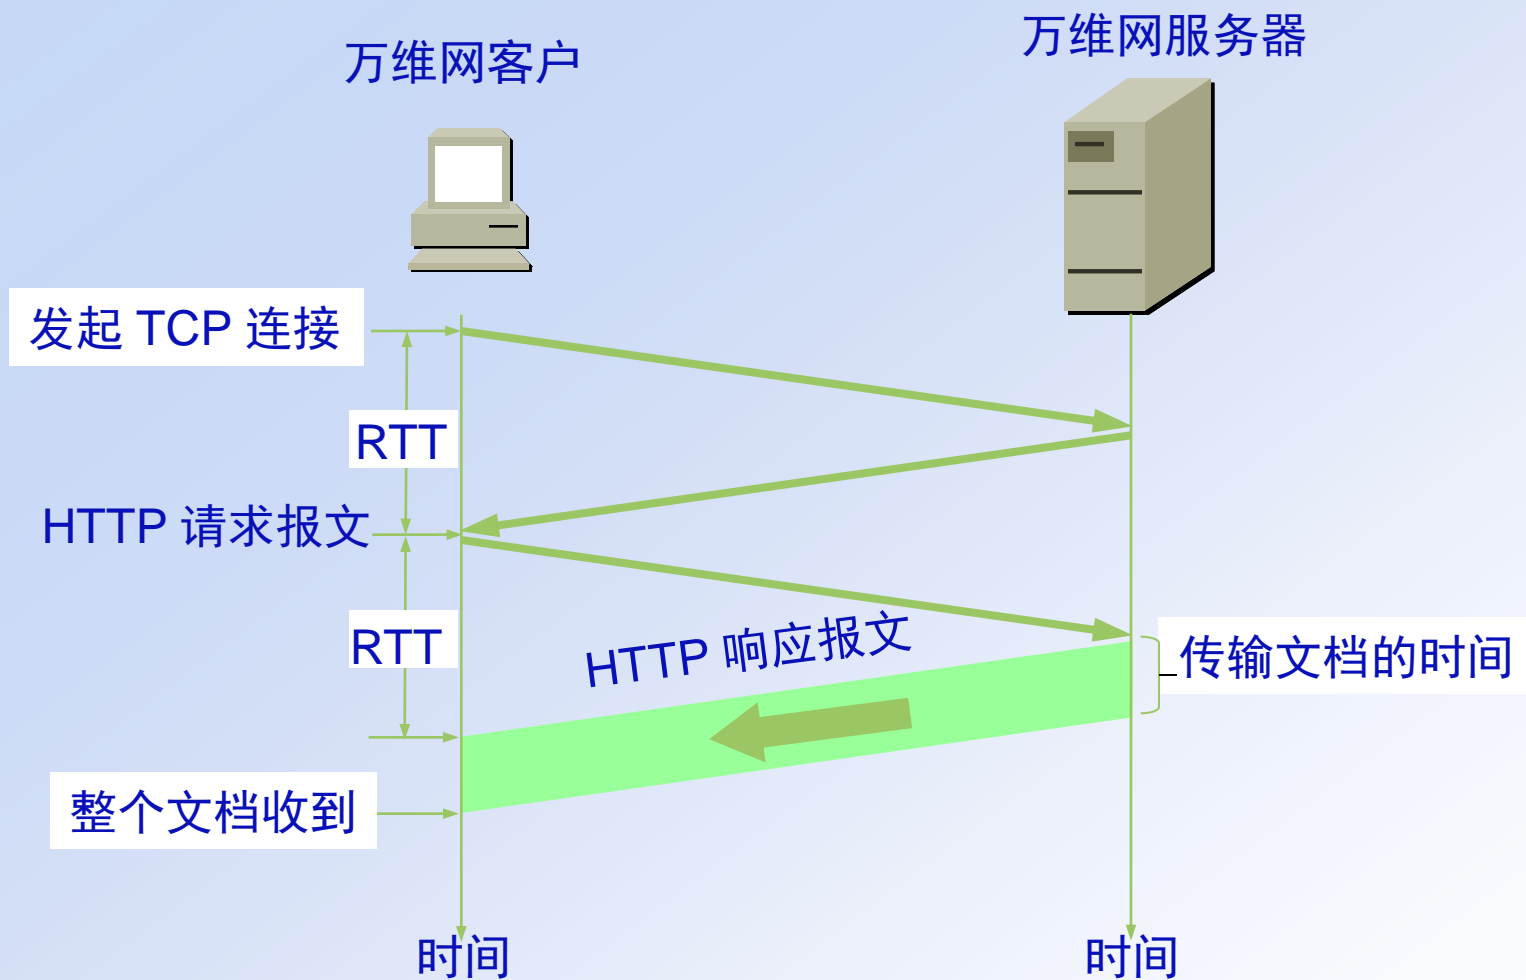 万维网客户
万维网服务器
发起 TCP 连接
RTT
HTTP 请求报文
RTT
HTTP 响应报文
传输文档的时间
整个文档收到
时间
时间